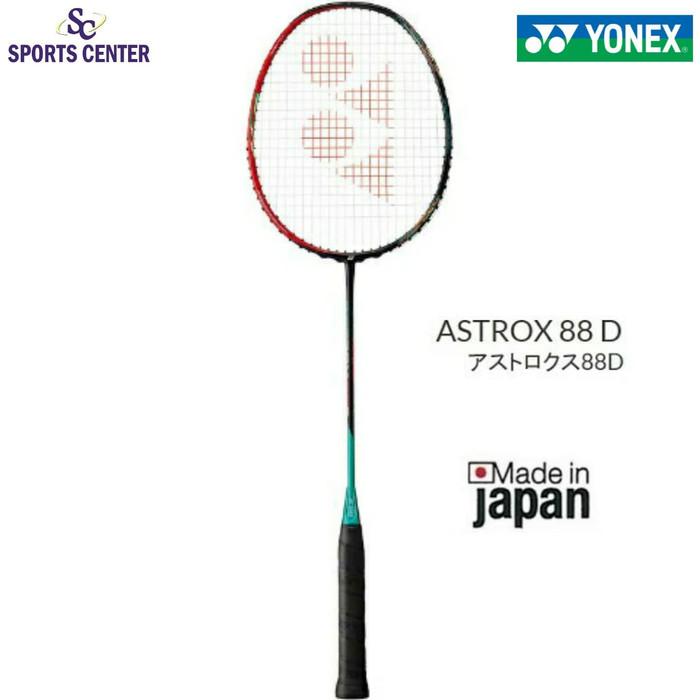 SC
SPORTS CENTER
YONEX®
ASTROX 88 D
アストロクス88D
Made in
japan